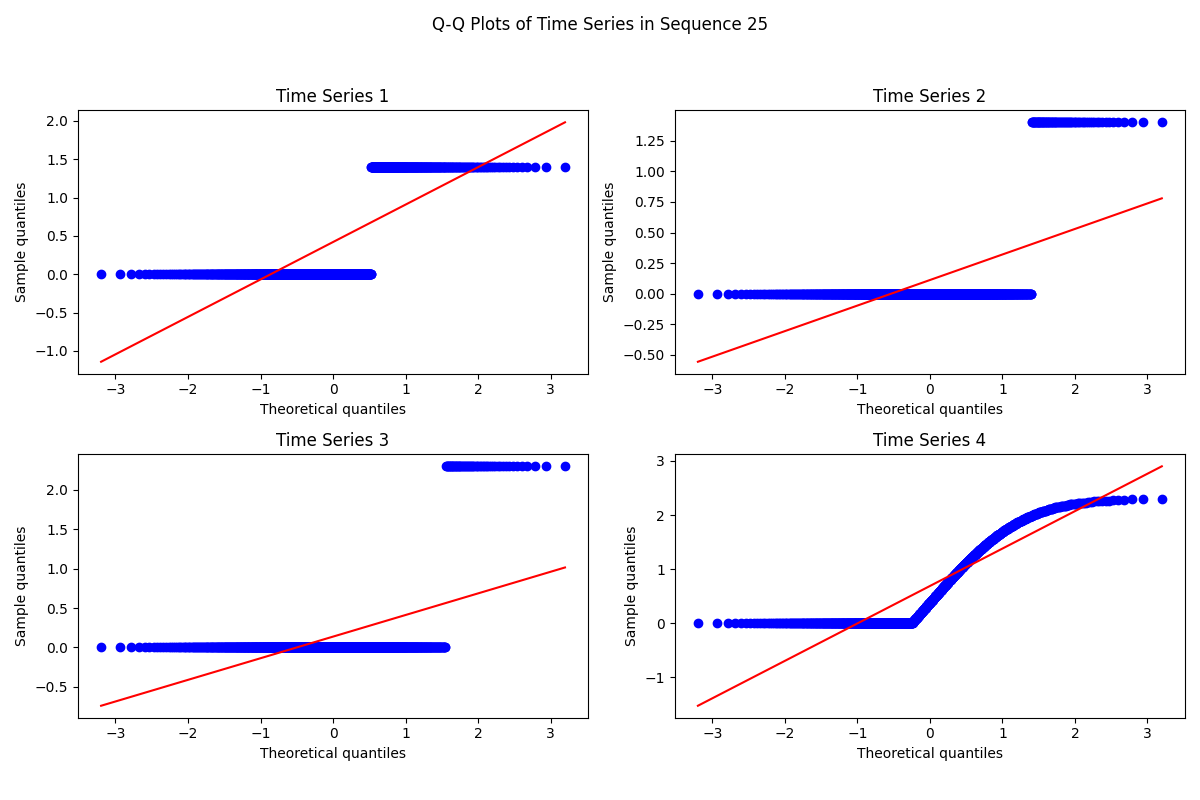 Q-Q Plots of Time Series in Sequence 25
Time Series 1
Sample quantiles
2.0
1.5
1.0
0.5
0.0
−0.5
−1.0
−3 −2 −1 0 1 2 3
Theoretical quantiles
Time Series 2
Sample quantiles
1.25
1.00
0.75
0.50
0.25
0.00
−0.25
−0.50
−3 −2 −1 0 1 2 3
Theoretical quantiles
Time Series 3
Sample quantiles
2.0
1.5
1.0
0.5
0.0
−0.5
−3 −2 −1 0 1 2 3
Theoretical quantiles
Time Series 4
Sample quantiles
3
2
1
0
−1
−3 −2 −1 0 1 2 3
Theoretical quantiles